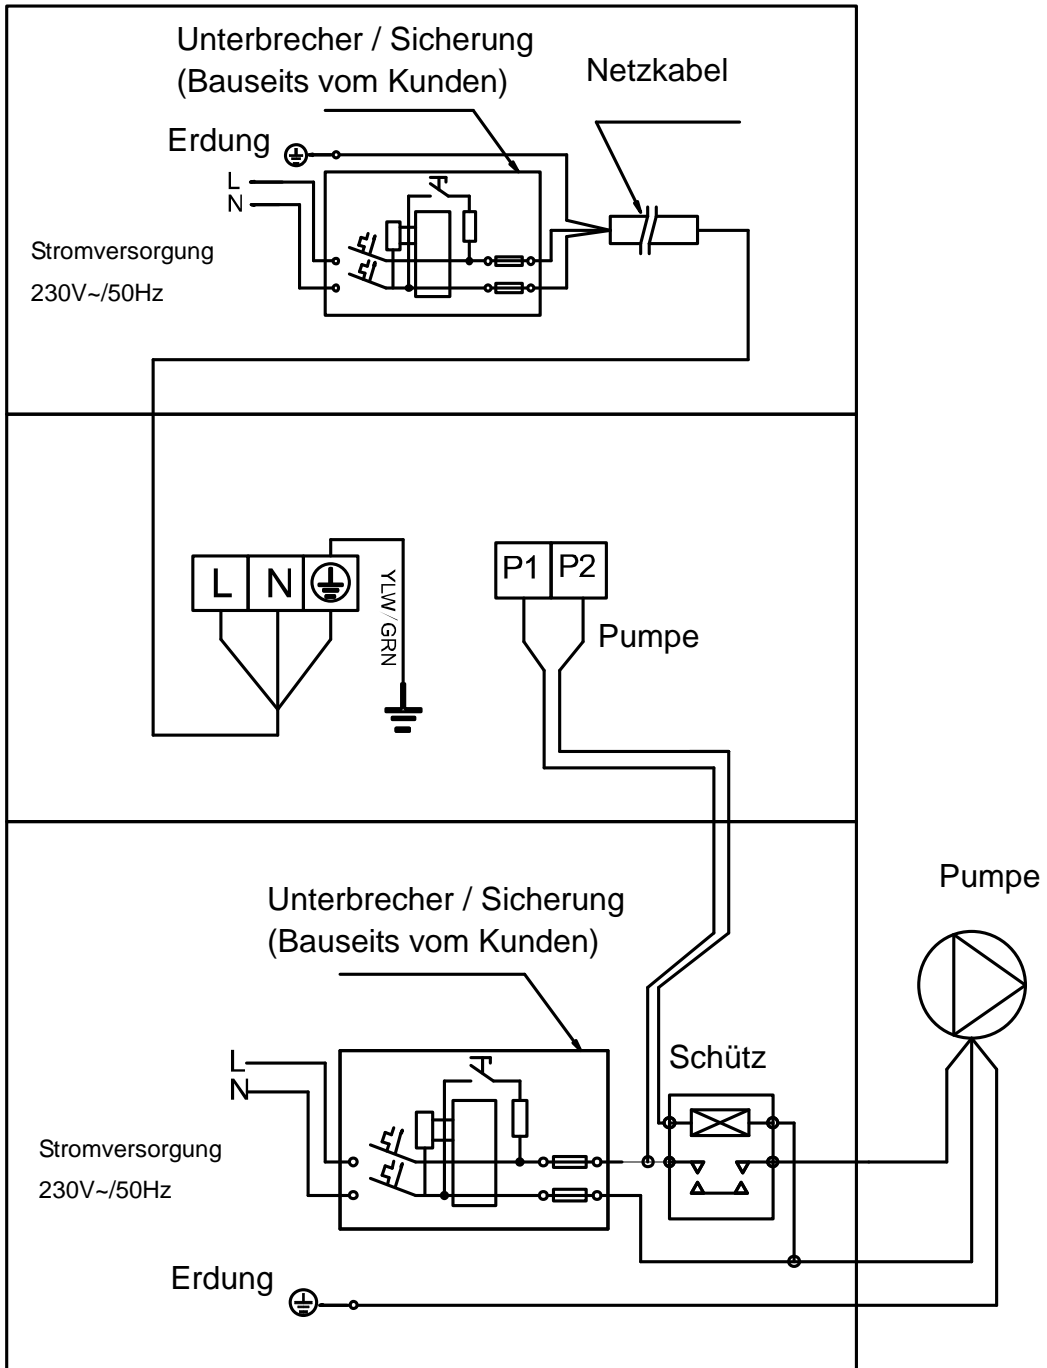 Unterbrecher / Sicherung
(Bauseits vom Kunden)
Netzkabel
Erdung
L
N
Stromversorgung
230V~/50Hz
L N
YLW/GRN
P1 P2
Pumpe
Pumpe
Unterbrecher / Sicherung
(Bauseits vom Kunden)
Schütz
L
N
Stromversorgung
230V~/50Hz
Erdung